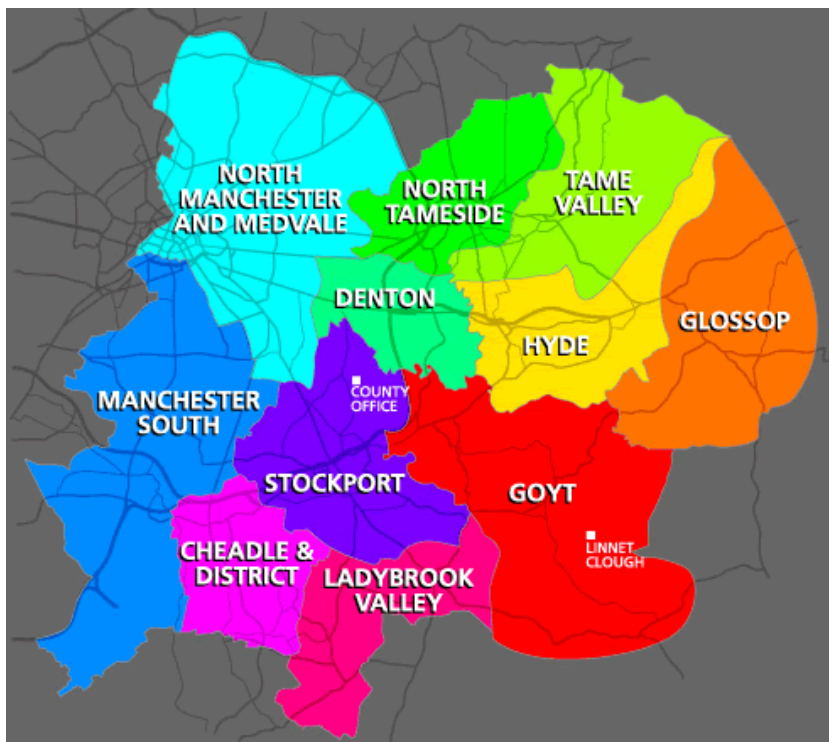 NORTH
MANCHESTER
AND MEDVALE
NORTH
TAMESIDE
TAME
VALLEY
DENTON
HYDE
GLOSSOP
MANCHESTER
SOUTH
COUNTY
OFFICE
STOCKPORT
GOYT
LINNET
CLOUGH
CHEADLE &
DISTRICT
LADYBROOK
VALLEY